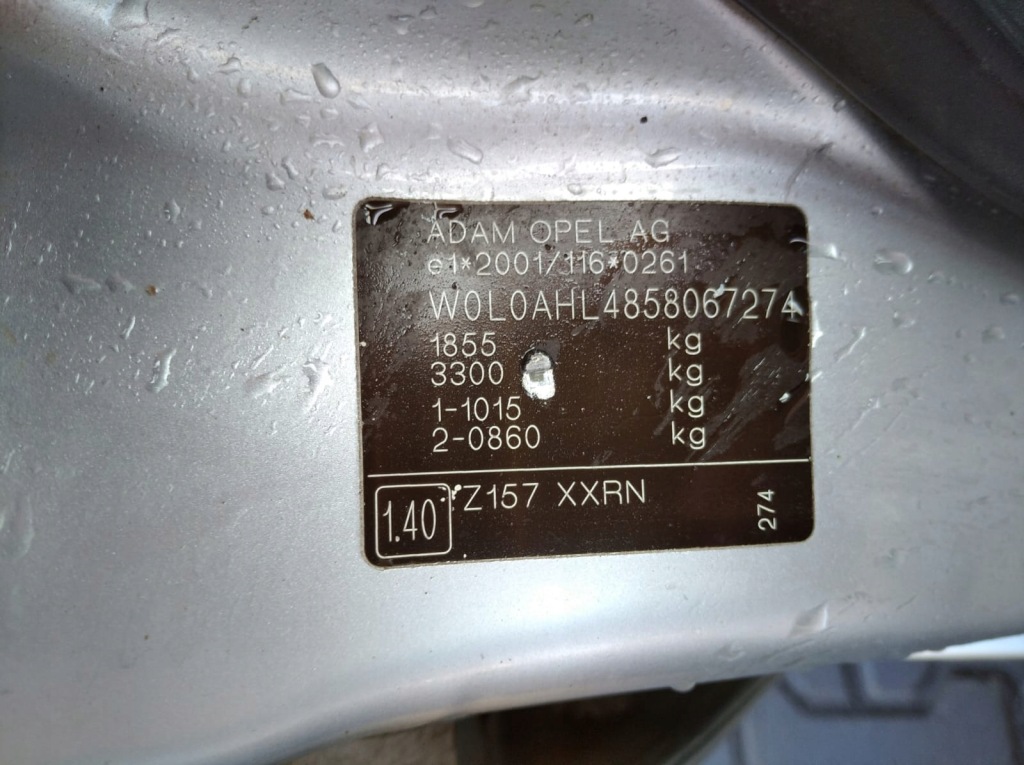 ADAM OPEL AG
e1*2001/116*0261
W0L0AHL4858067274
1855 kg
3300 kg
1-1015 kg
2-0860 kg
1.40 Z157 XXRN 274